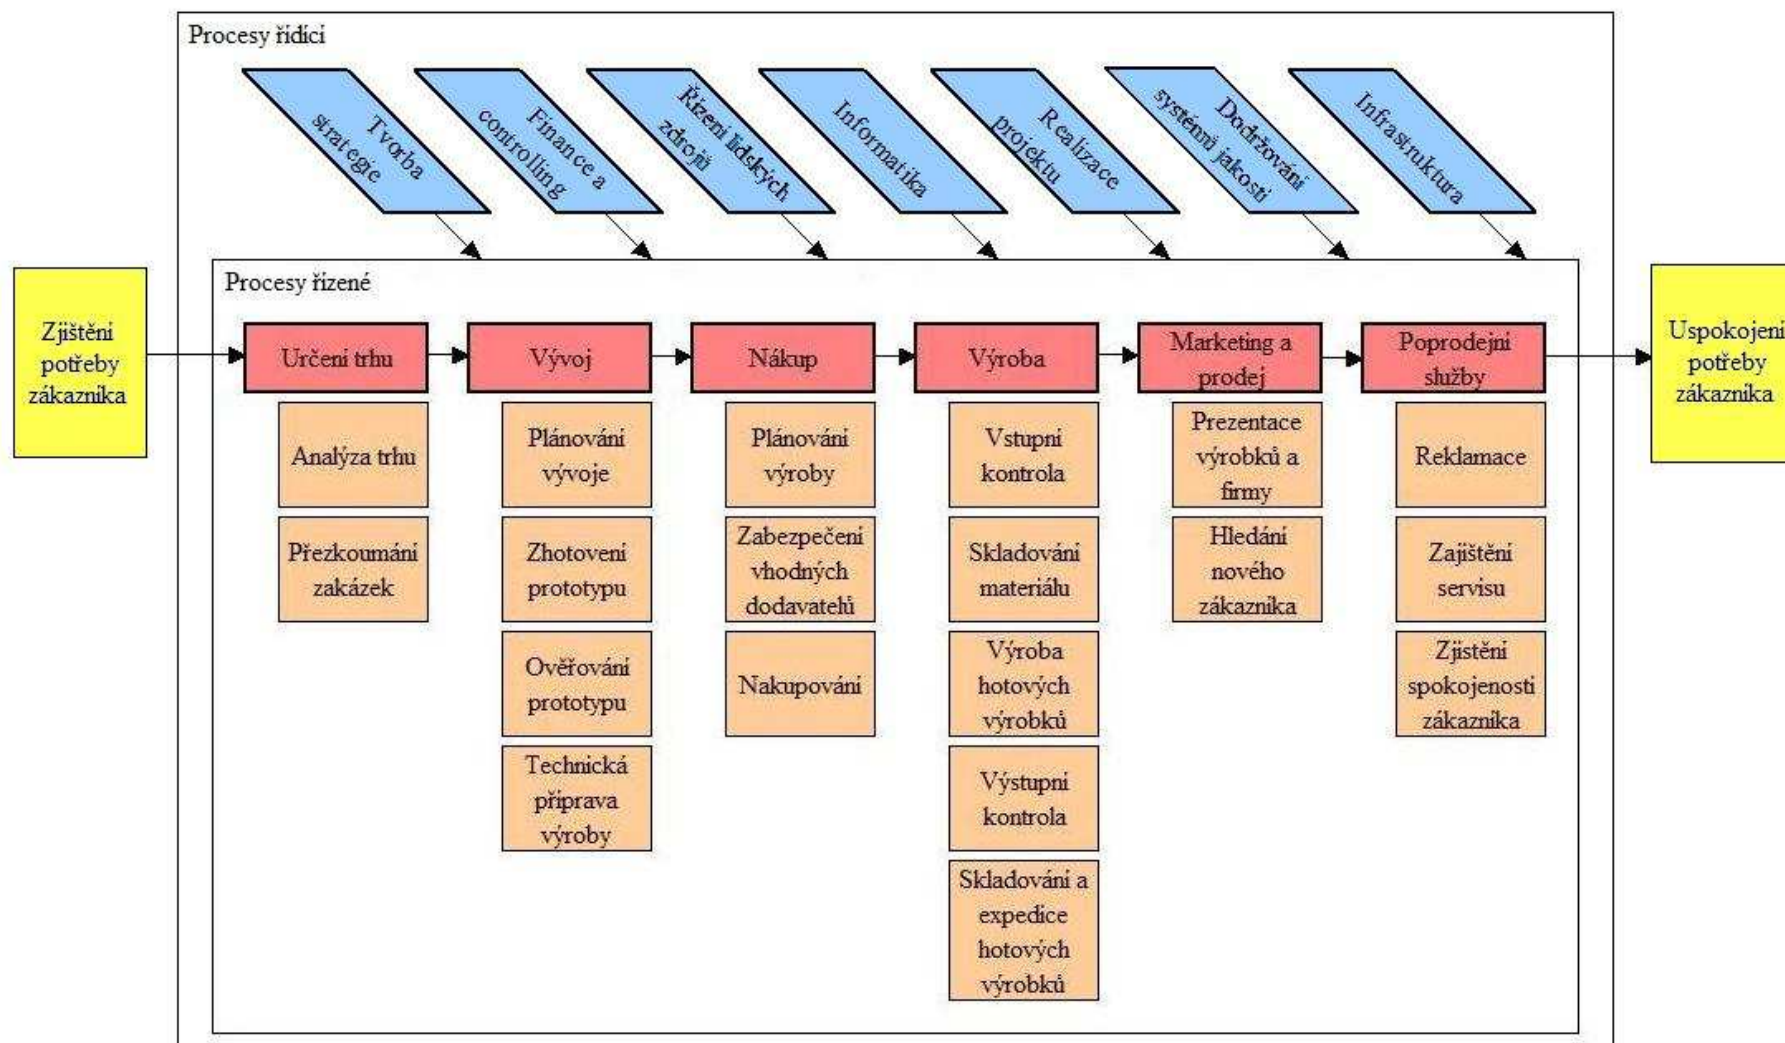 Procesy řídící
Tvorba
strategie
Finance a
controlling
Řízení lidských
zdrojů
Informatika
Realizace
projektu
Dodržování
systémů jakosti
Infrastruktura
Zjištění
potřeby
zákazníka
Procesy řízené
Určení trhu
Vývoj
Nákup
Výroba
Marketing a
prodej
Poprodejní
služby
Uspokojení
potřeby
zákazníka
Analýza trhu
Přezkoumání
zakázek
Plánování
vývoje
Zhotovení
prototypu
Ověřování
prototypu
Technická
příprava
výroby
Plánování
výroby
Zabezpečení
vhodných
dodavatelů
Nakupování
Vstupní
kontrola
Skladování
materiálu
Výroba
hotových
výrobků
Výstupní
kontrola
Skladování a
expedice
hotových
výrobků
Prezentace
výrobků a
firmy
Hledání
nového
zákazníka
Reklamace
Zajištění
servisu
Zjistění
spokojenosti
zákazníka